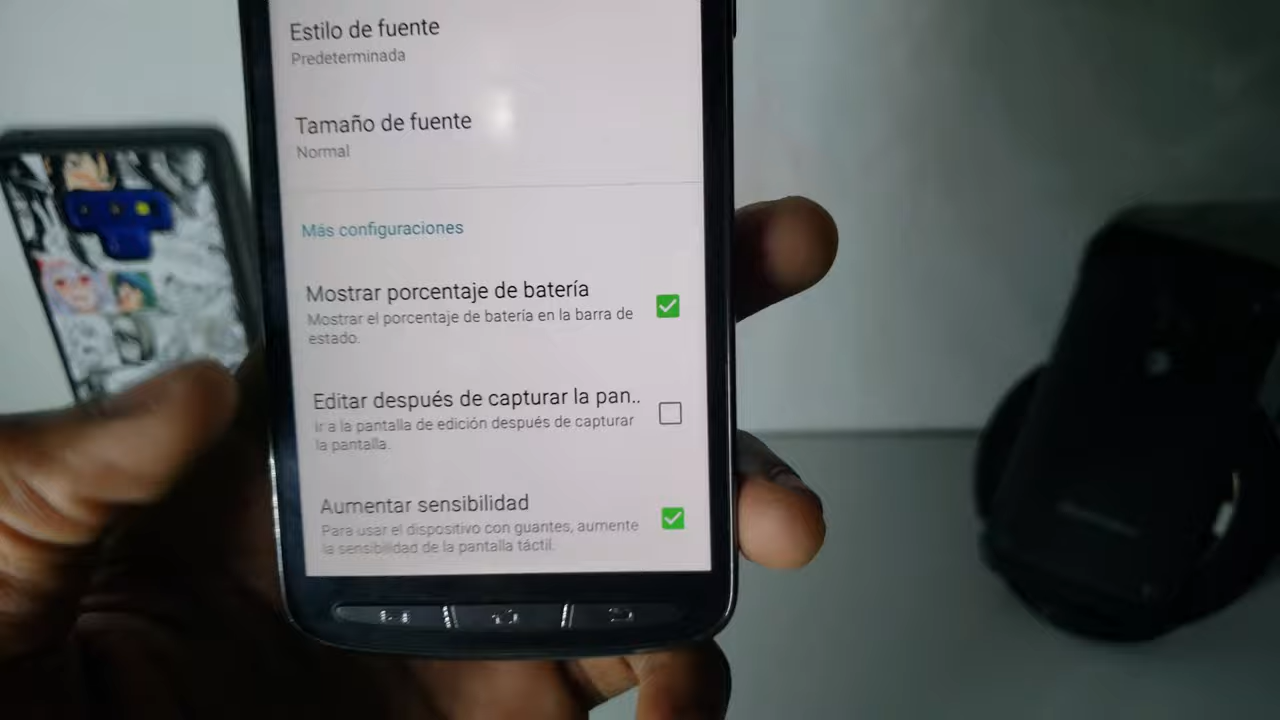 Estilo de fuente
Predeterminada
Tamaño de fuente
Normal
Más configuraciones
Mostrar porcentaje de batería
Mostrar el porcentaje de batería en la barra de
estado.
Editar después de capturar la pan..
Ir a la pantalla de edición después de capturar
la pantalla.
Aumentar sensibilidad
Para usar el dispositivo con guantes, aumente
la sensibilidad de la pantalla táctil.